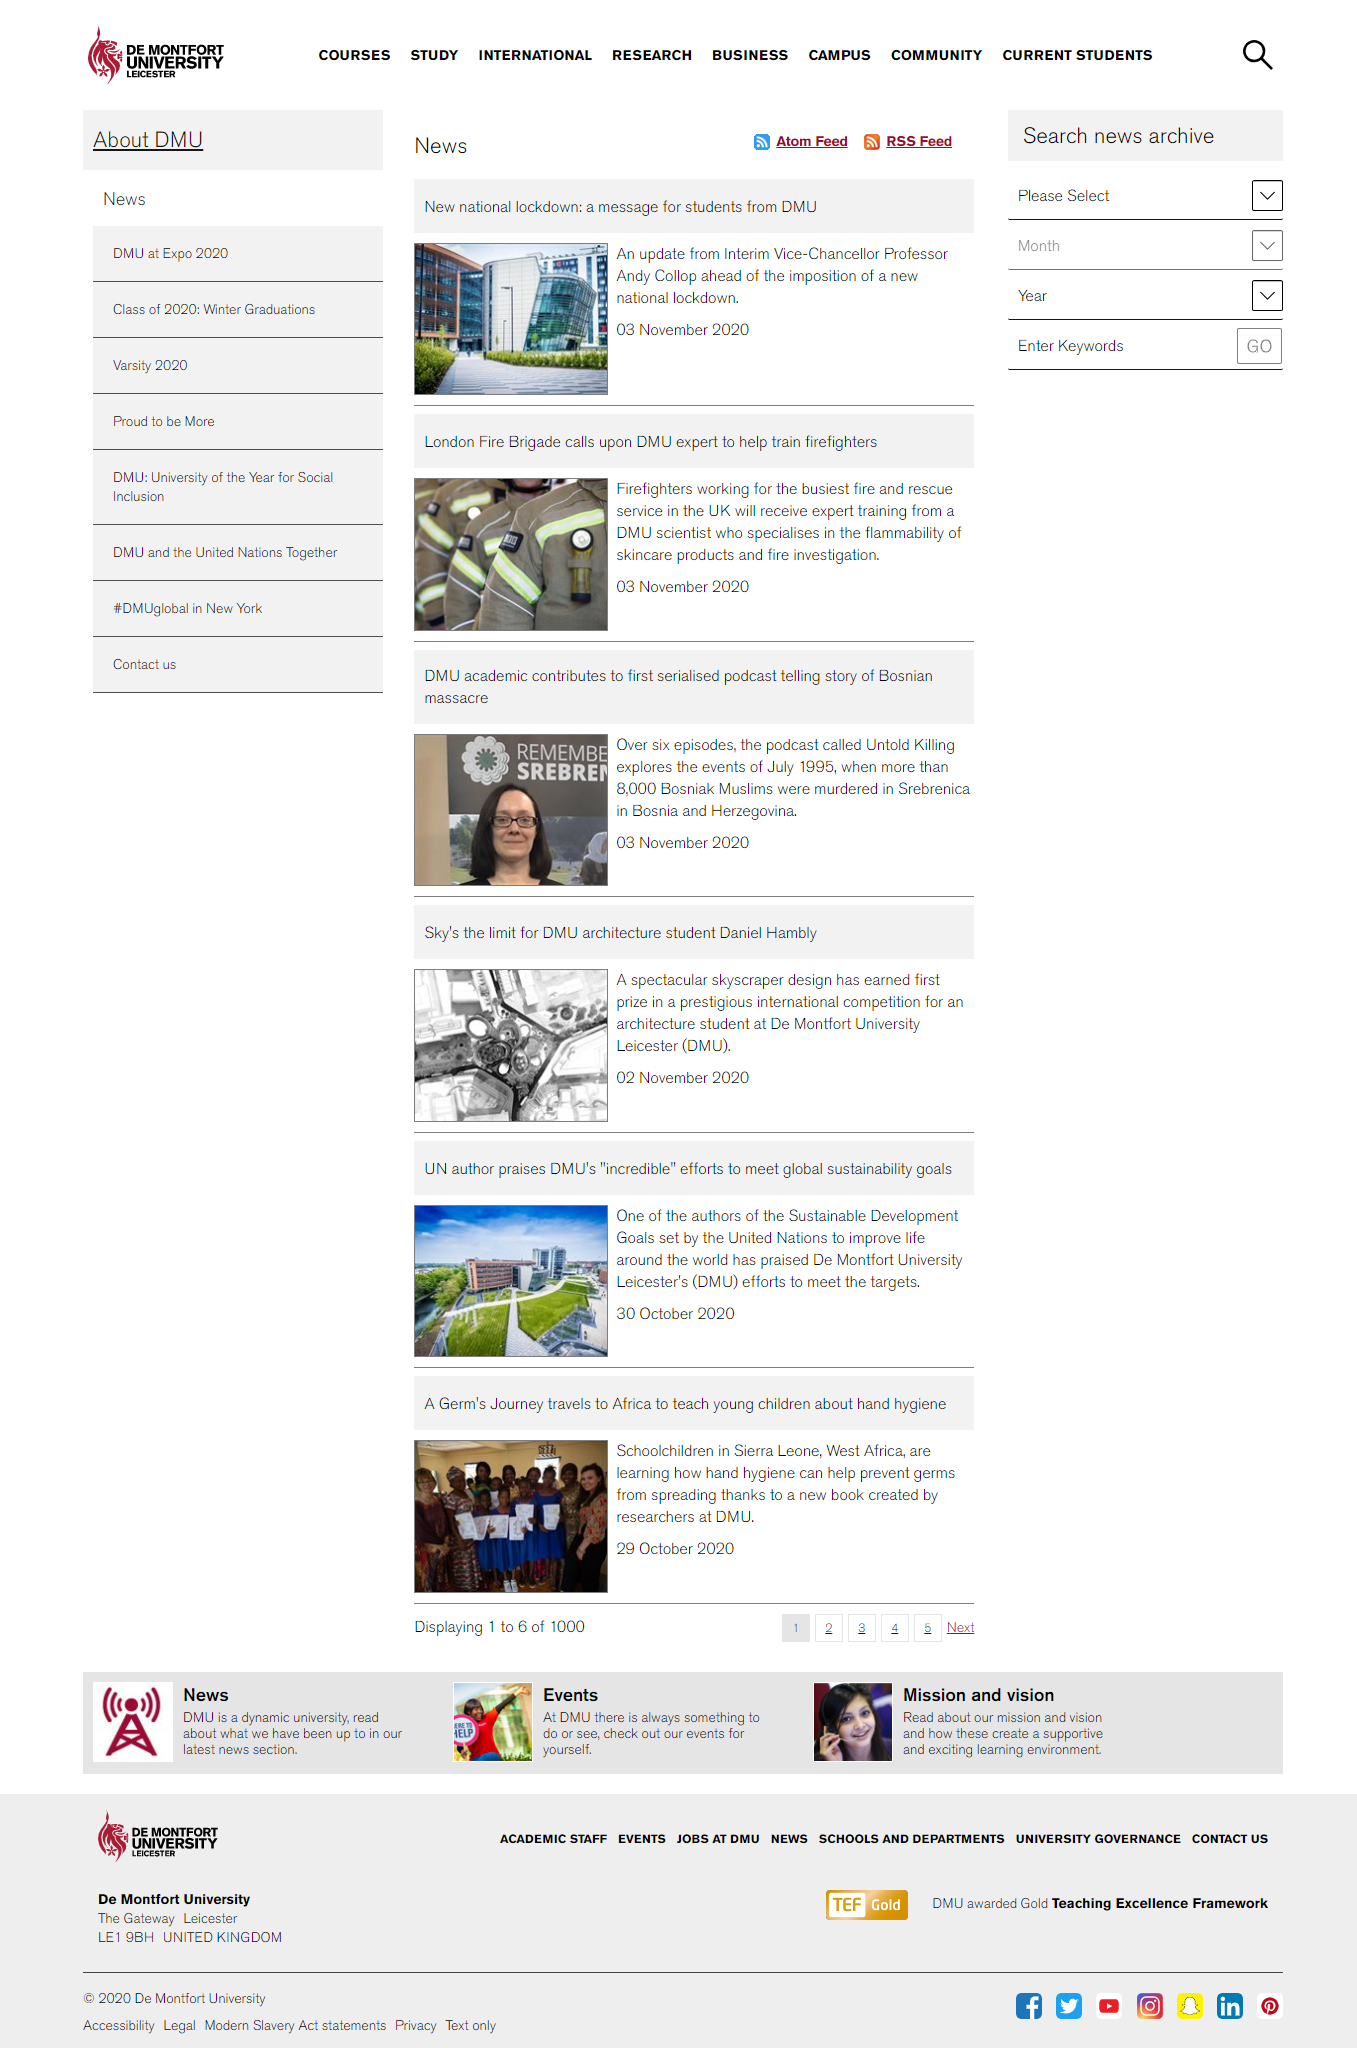 DE MONTFORT
UNIVERSITY
LEICESTER
COURSES STUDY INTERNATIONAL RESEARCH BUSINESS CAMPUS COMMUNITY CURRENT STUDENTS
About DMU
News
DMU at Expo 2020
Class of 2020: Winter Graduations
Varsity 2020
Proud to be More
DMU: University of the Year for Social
Inclusion
DMU and the United Nations Together
#DMUglobal in New York
Contact us
News
Atom Feed RSS Feed
New national lockdown: a message for students from DMU
An update from Interim Vice-Chancellor Professor
Andy Collop ahead of the imposition of a new
national lockdown.
03 November 2020
London Fire Brigade calls upon DMU expert to help train firefighters
Firefighters working for the busiest fire and rescue
service in the UK will receive expert training from a
DMU scientist who specialises in the flammability of
skincare products and fire investigation.
03 November 2020
DMU academic contributes to first serialised podcast telling story of Bosnian
massacre
REMEMBE
SREBREN
Over six episodes, the podcast called Untold Killing
explores the events of July 1995, when more than
8,000 Bosniak Muslims were murdered in Srebrenica
in Bosnia and Herzegovina.
03 November 2020
Sky's the limit for DMU architecture student Daniel Hambly
A spectacular skyscraper design has earned first
prize in a prestigious international competition for an
architecture student at De Montfort University
Leicester (DMU).
02 November 2020
UN author praises DMU's "incredible" efforts to meet global sustainability goals
One of the authors of the Sustainable Development
Goals set by the United Nations to improve life
around the world has praised De Montfort University
Leicester's (DMU) efforts to meet the targets.
30 October 2020
A Germ's Journey travels to Africa to teach young children about hand hygiene
Schoolchildren in Sierra Leone, West Africa, are
learning how hand hygiene can help prevent germs
from spreading thanks to a new book created by
researchers at DMU.
29 October 2020
Displaying 1 to 6 of 1000
1 2 3 4 5 Next
Search news archive
Please Select
Month
Year
Enter Keywords GO
News
DMU is a dynamic university, read
about what we have been up to in our
latest news section.
HERE TO
HELP
Events
At DMU there is always something to
do or see, check out our events for
yourself.
Mission and vision
Read about our mission and vision
and how these create a supportive
and exciting learning environment.
DE MONTFORT
UNIVERSITY
LEICESTER
ACADEMIC STAFF EVENTS JOBS AT DMU NEWS SCHOOLS AND DEPARTMENTS UNIVERSITY GOVERNANCE CONTACT US
De Montfort University
The Gateway Leicester
LE1 9BH UNITED KINGDOM
TEF Gold
DMU awarded Gold Teaching Excellence Framework
© 2020 De Montfort University
Accessibility Legal Modern Slavery Act statements Privacy Text only